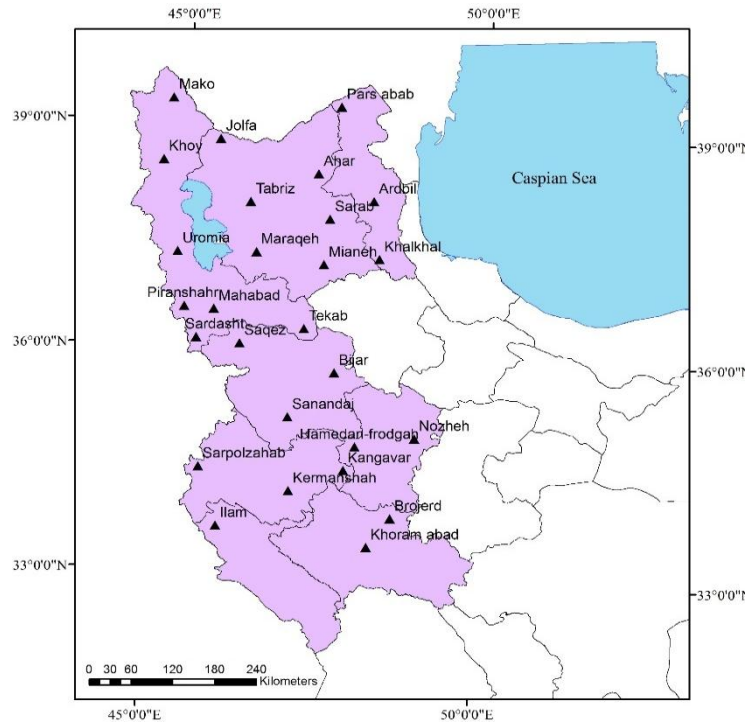 45°0'0"E 50°0'0"E
39°0'0"N
39°0'0"N
36°0'0"N
36°0'0"N
33°0'0"N
33°0'0"N
Mako
Pars abab
Jolfa
Khoy
Ahar
Caspian Sea
Tabriz
Ardbil
Sarab
Uromia
Maraqeh
Mianeh
Khalkhal
Piranshahr
Mahabad
Sardasht
Saqez
Tekab
Bijar
Sanandaj
Hamedan-frodgah
Nozheh
Sarpolzahab
Kangavar
Kermanshah
Ilam
Brojerd
Khoram abad
0 30 60 120 180 240
Kilometers
45°0'0"E 50°0'0"E